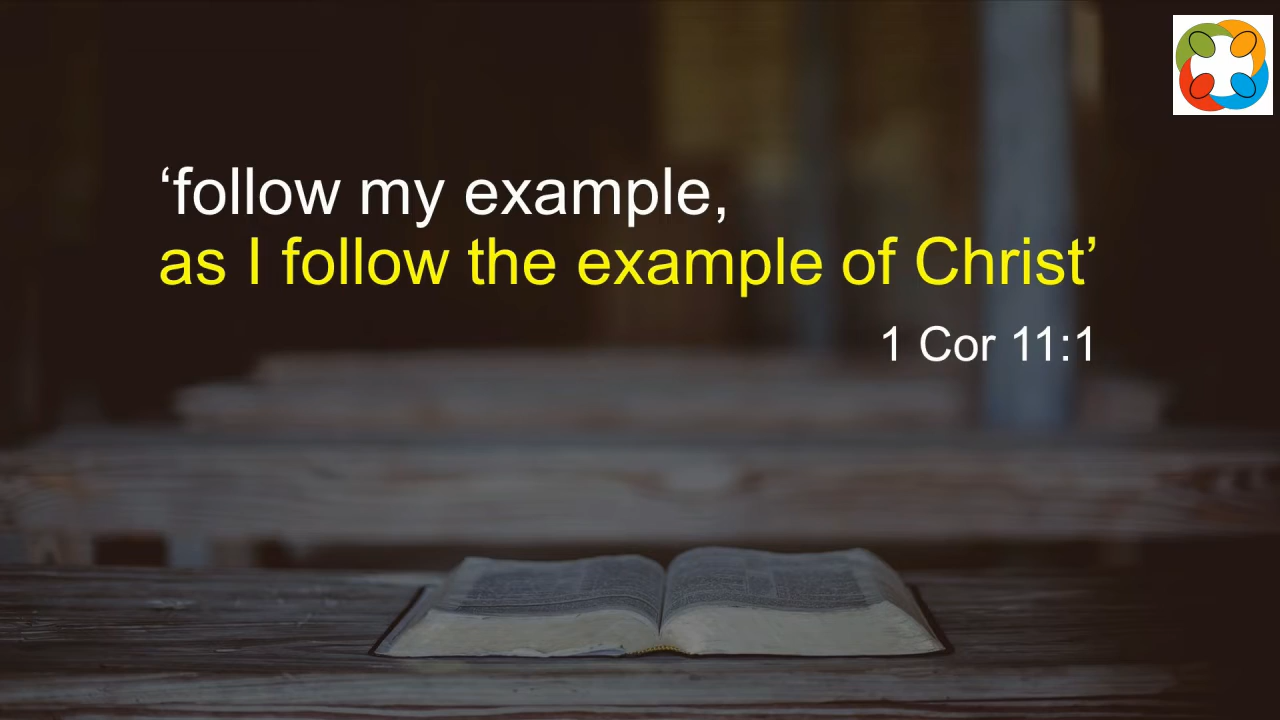 ‘follow my example,
as I follow the example of Christ’
1 Cor 11:1